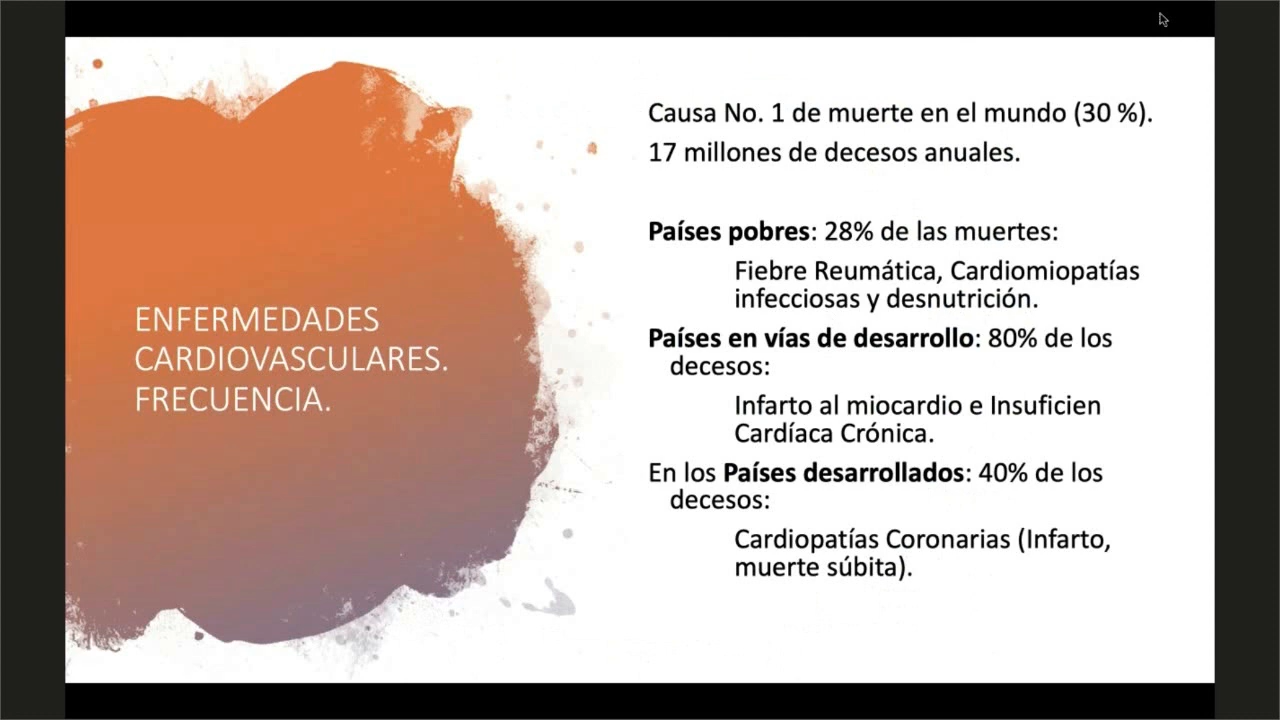 ENFERMEDADES
CARDIOVASCULARES.
FRECUENCIA.
Causa No. 1 de muerte en el mundo (30 %).
17 millones de decesos anuales.
Países pobres: 28% de las muertes:
Fiebre Reumática, Cardiomiopatías
infecciosas y desnutrición.
Países en vías de desarrollo: 80% de los
decesos:
Infarto al miocardio e Insuficien
Cardíaca Crónica.
En los Países desarrollados: 40% de los
decesos:
Cardiopatías Coronarias (Infarto,
muerte súbita).